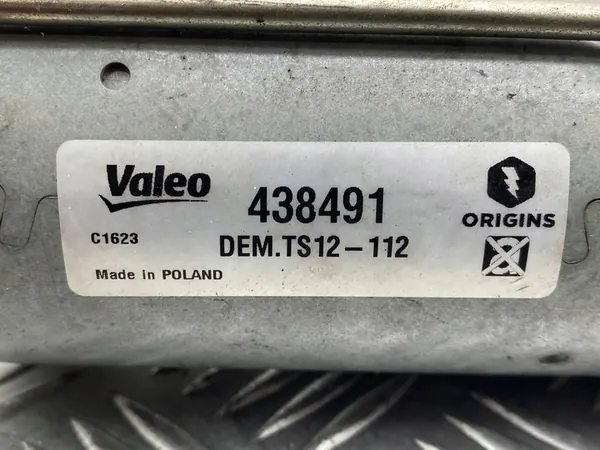 Valeo
438491
ORIGINS
C1623
DEM.TS12-112
Made in POLAND